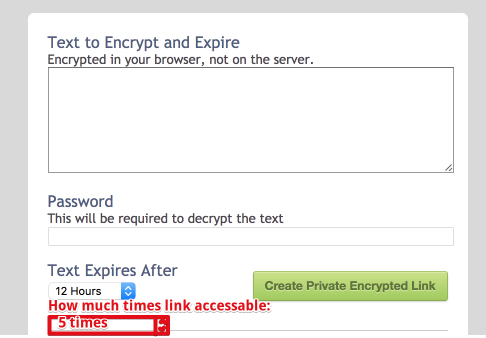 Text to Encrypt and Expire
Encrypted in your browser, not on the server.
Password
This will be required to decrypt the text
Text Expires After
12 Hours
Create Private Encrypted Link
How much times link accessable:
5 times